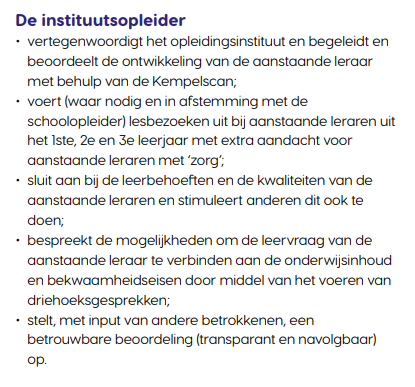 De instituutsopleider
• vertegenwoordigt het opleidingsinstituut en begeleidt en
beoordeelt de ontwikkeling van de aanstaande leraar
met behulp van de Kempelscan;
• voert (waar nodig en in afstemming met de
schoolopleider) lesbezoeken uit bij aanstaande leraren uit
het 1ste, 2e en 3e leerjaar met extra aandacht voor
aanstaande leraren met ‘zorg’;
• sluit aan bij de leerbehoeften en de kwaliteiten van de
aanstaande leraren en stimuleert anderen dit ook te
doen;
• bespreekt de mogelijkheden om de leervraag van de
aanstaande leraar te verbinden aan de onderwijsinhoud
en bekwaamheidseisen door middel van het voeren van
driehoeksgesprekken;
• stelt, met input van andere betrokkenen, een
betrouwbare beoordeling (transparant en navolgbaar)
op.